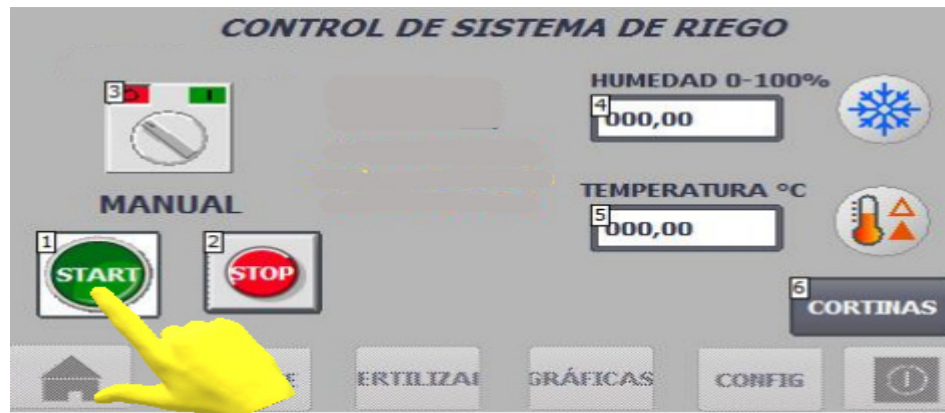 CONTROL DE SISTEMA DE RIEGO
3
HUMEDAD 0-100%
4
000,00
MANUAL
TEMPERATURA °C
5
000,00
1
START
2
STOP
6
CORTINAS
ERTILIZAI
GRÁFICAS
CONFIG